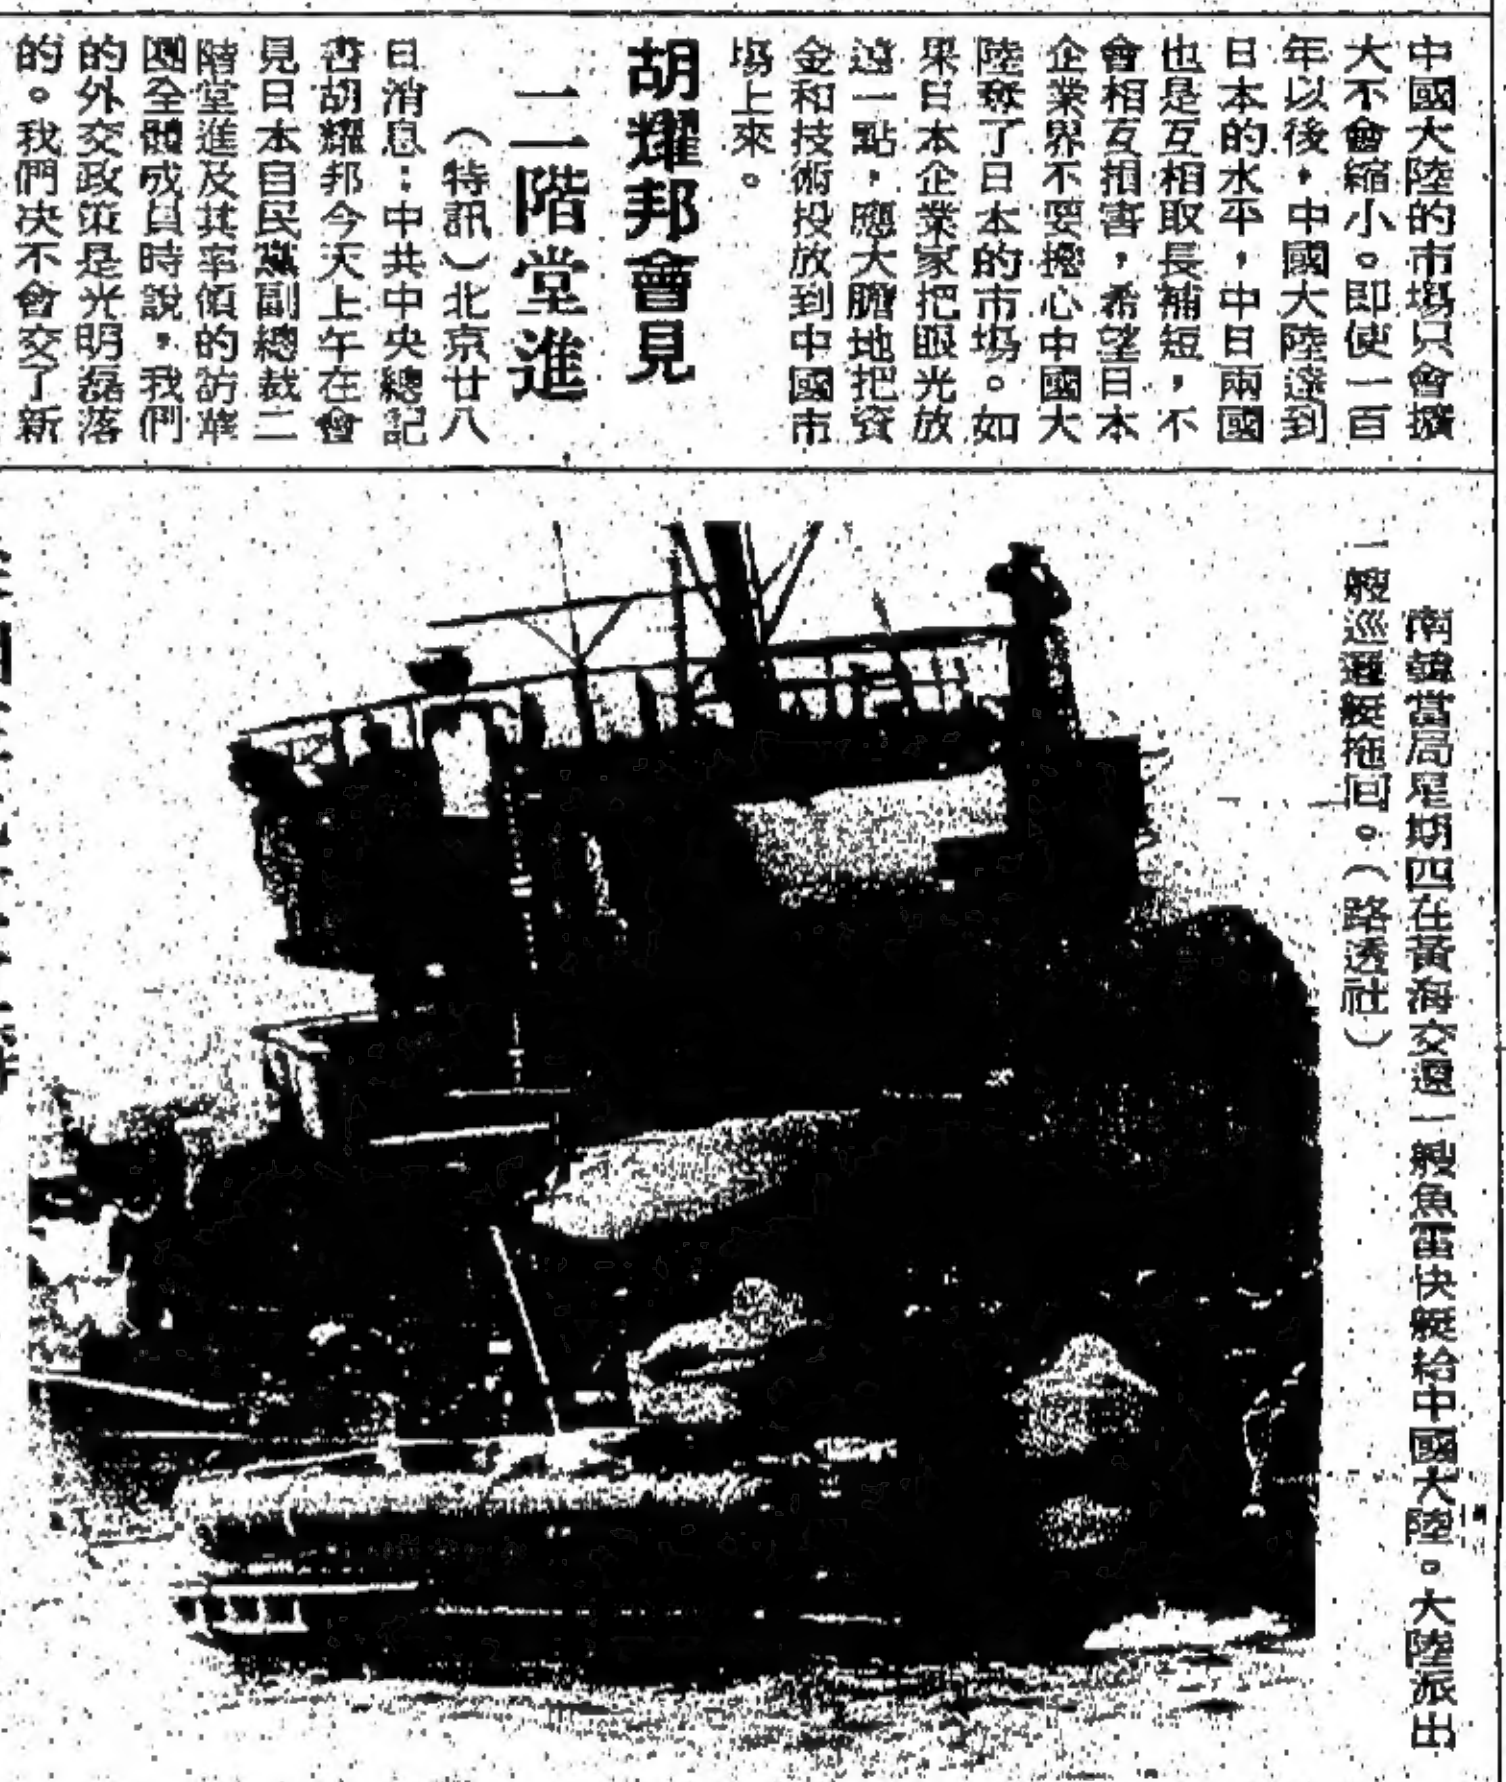 中國大陸的市場只會擴
大不會縮小。即使一百
年以後，中國大陸達到
日本的水平，中日兩國
也是互相取長補短，不
會相互損害，希望日本
企業界不要擔心中國大
陸奪了日本的市場。如
果日本企業家把眼光放
遠一點，應大膽地把資
金和技術投放到中國市
場上來。
胡耀邦會見
二階堂進
（特訊）北京廿八
日消息：中共中央總記
書胡耀邦今天上午在會
見日本自民黨副總裁二
階堂進及其率領的訪華
團全體成員時說，我們
的外交政策是光明磊落
的。我們决不會交了新
南韓當局星期四在黃海交還一艘魚雷快艇給中國大陸。大陸派出
一艘巡邏艇拖回。（路透社）